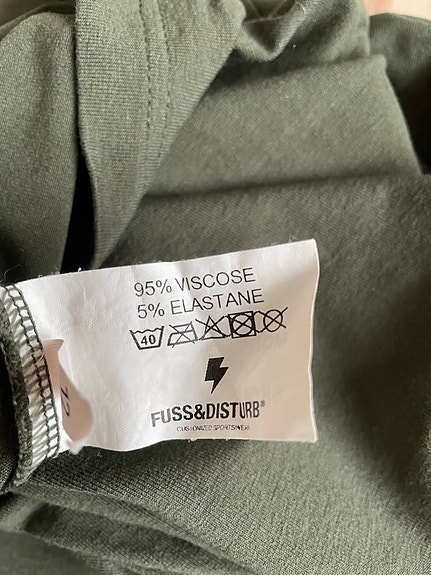 95% VISCOSE
5% ELASTANE
40
FUSS&DISTURB®
CUSTOMIZED SPORTSWEAR